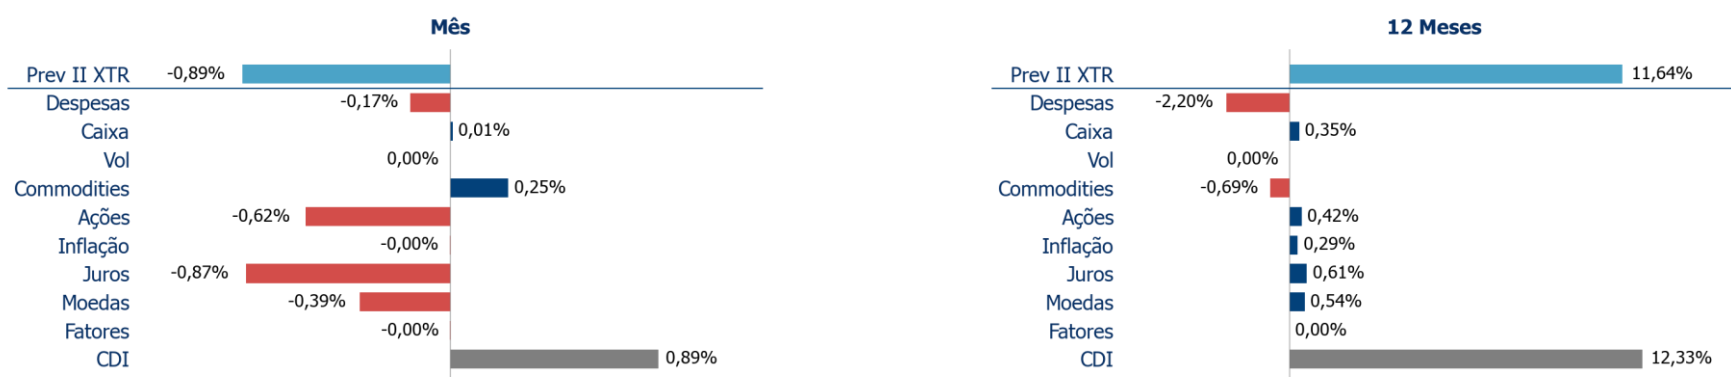 Mês
Prev II XTR -0,89%
Despesas -0,17%
Caixa 0,01%
Vol 0,00%
Commodities 0,25%
Ações -0,62%
Inflação -0,00%
Juros -0,87%
Moedas -0,39%
Fatores -0,00%
CDI 0,89%
12 Meses
Prev II XTR 11,64%
Despesas -2,20%
Caixa 0,35%
Vol 0,00%
Commodities -0,69%
Ações 0,42%
Inflação 0,29%
Juros 0,61%
Moedas 0,54%
Fatores 0,00%
CDI 12,33%